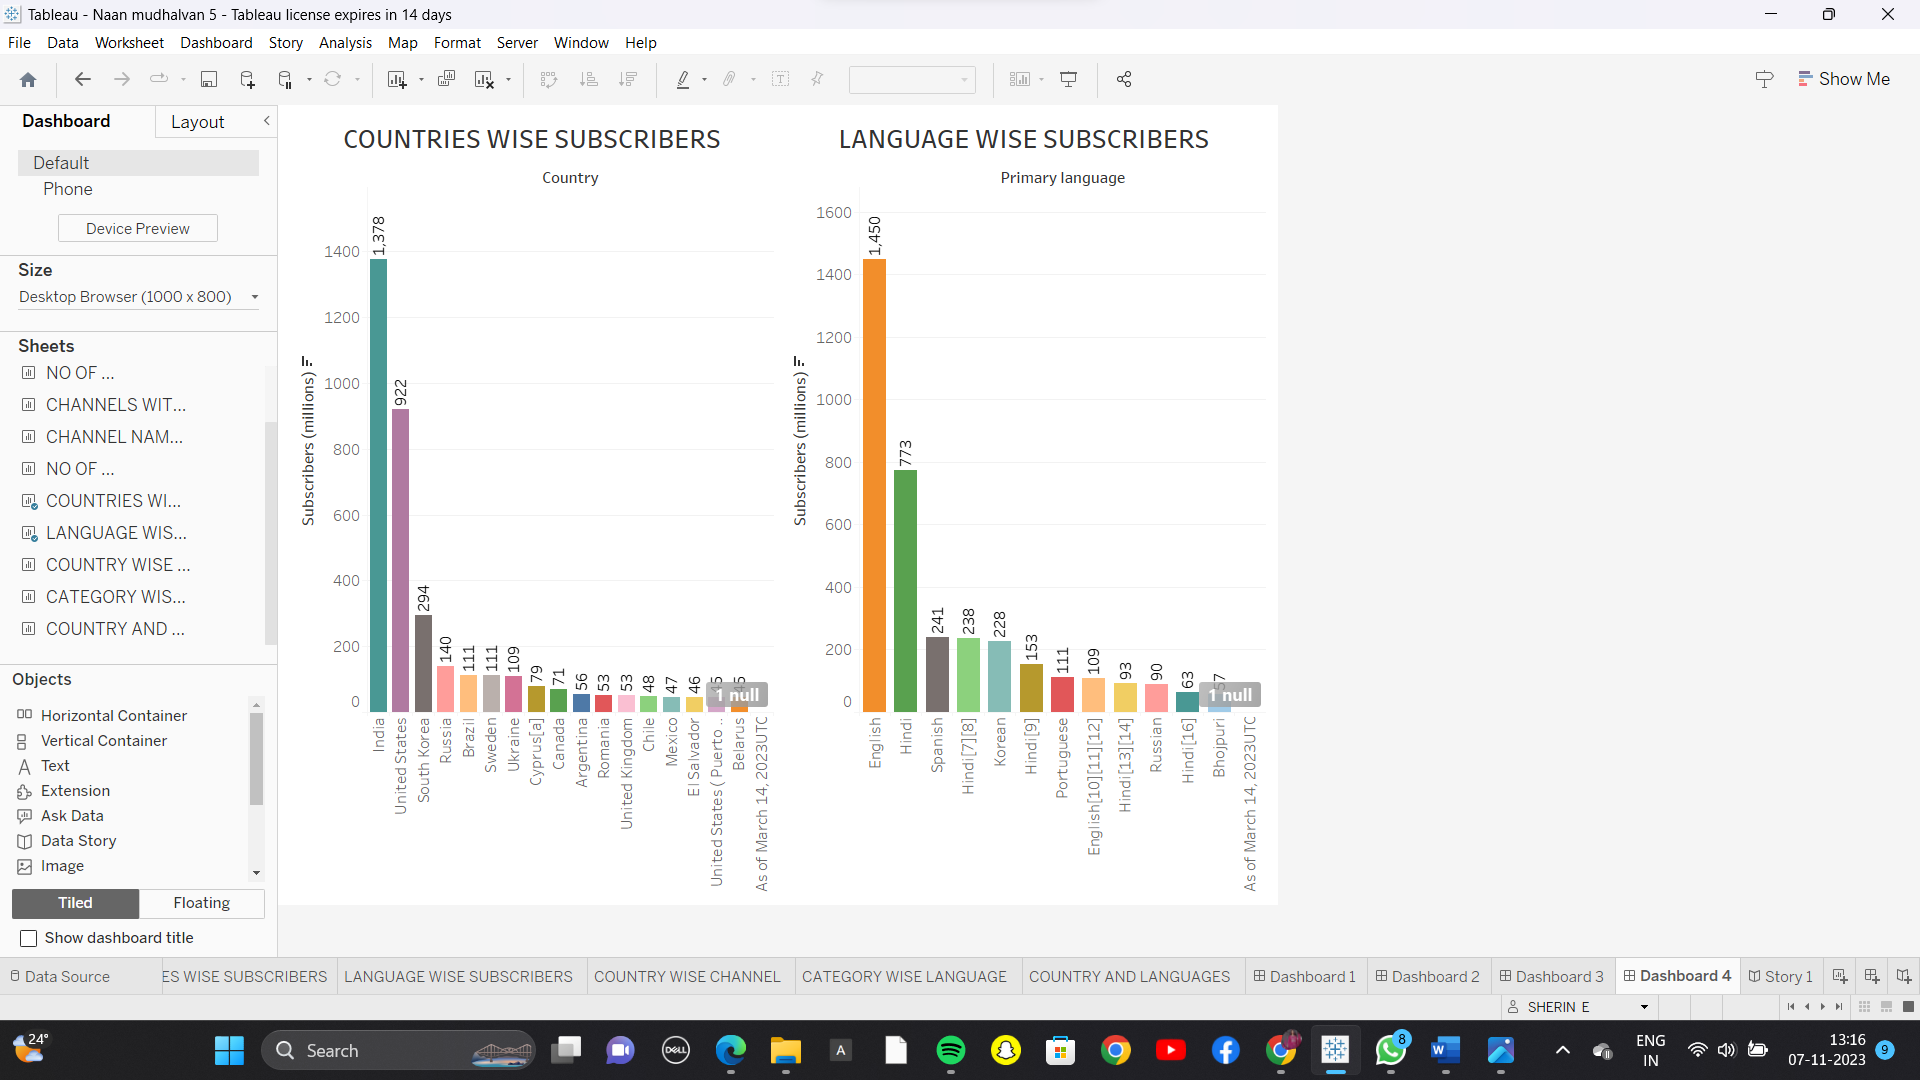 Tableau - Naan mudhalvan 5 - Tableau license expires in 14 days
File Data Worksheet Dashboard Story Analysis Map Format Server Window Help
Show Me
Dashboard Layout
Default
Phone
Device Preview
Size
Desktop Browser (1000 x 800)
Sheets
NO OF ...
CHANNELS WIT...
CHANNEL NAM...
NO OF ...
COUNTRIES WI...
LANGUAGE WIS...
COUNTRY WISE ...
CATEGORY WIS...
COUNTRY AND ...
Objects
Horizontal Container
Vertical Container
Text
Extension
Ask Data
Data Story
Image
Tiled Floating
Show dashboard title
COUNTRIES WISE SUBSCRIBERS
Country
Subscribers (millions)
1400
1200
1000
800
600
400
200
0
1,378
922
294
140
111
111
109
79
71
56
53
53
48
47
46
45
45
1 null
India
United States
South Korea
Russia
Brazil
Sweden
Ukraine
Cyprus[a]
Canada
Argentina
Romania
United Kingdom
Chile
Mexico
El Salvador
United States ( Puerto ..
Belarus
As of March 14, 2023UTC
LANGUAGE WISE SUBSCRIBERS
Primary language
Subscribers (millions)
1600
1400
1200
1000
800
600
400
200
0
1,450
773
241
238
228
153
111
109
93
90
63
57
1 null
English
Hindi
Spanish
Hindi[7][8]
Korean
Hindi[9]
Portuguese
English[10][11][12]
Hindi[13][14]
Russian
Hindi[16]
Bhojpuri
As of March 14, 2023UTC
Data Source ES WISE SUBSCRIBERS LANGUAGE WISE SUBSCRIBERS COUNTRY WISE CHANNEL CATEGORY WISE LANGUAGE COUNTRY AND LANGUAGES Dashboard 1 Dashboard 2 Dashboard 3 Dashboard 4 Story 1
SHERIN E
24°
Search
DELL
A
8
W
ENG
IN
13:16
07-11-2023
9